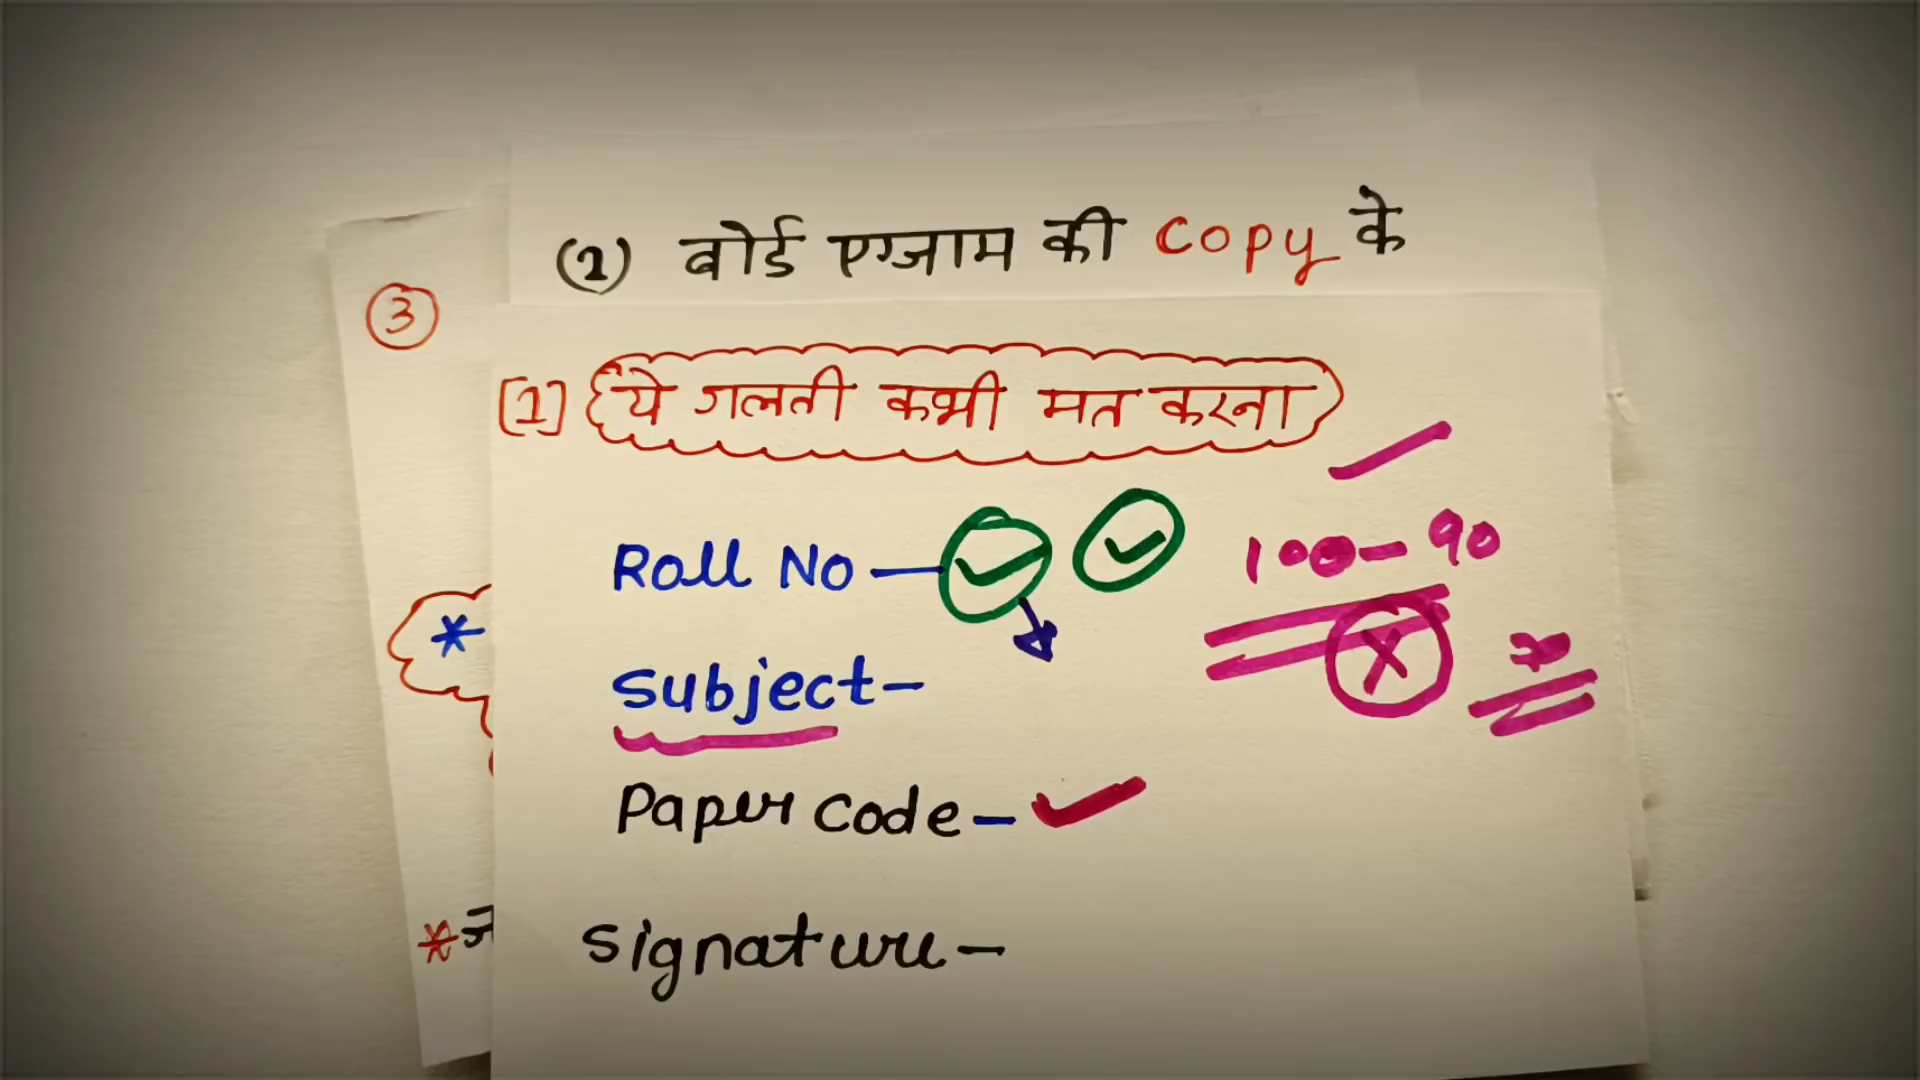 (2) बोर्ड एग्जाम की Copy के
③
[1] ये गलती कभी मत करना
Roll No —
100 - 90
*
Subject -
Paper Code -
* ज
Signature -